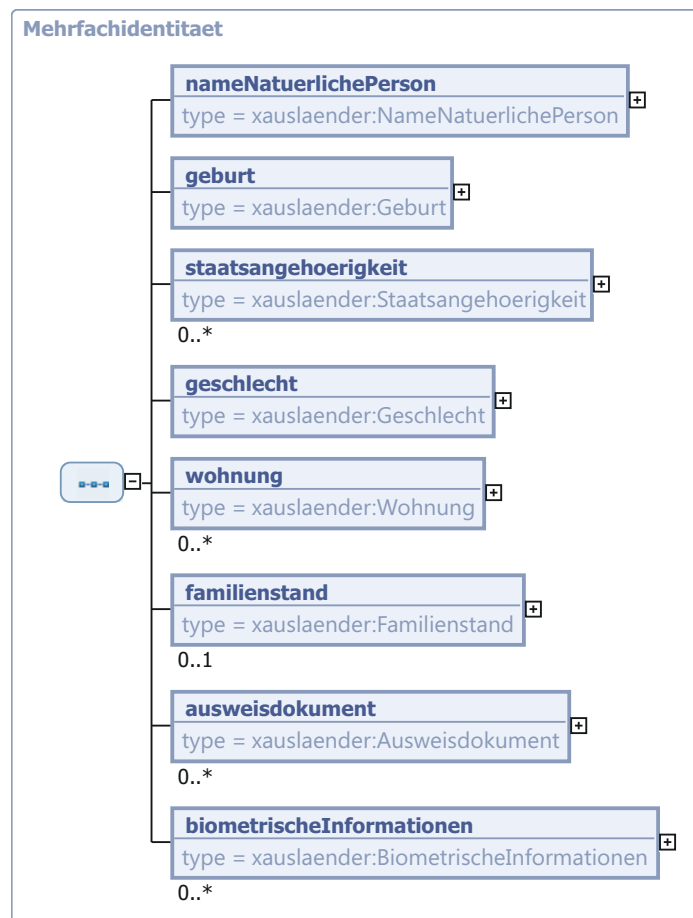 Mehrfachidentitaet
nameNatuerlichePerson
type = xauslaender:NameNatuerlichePerson
geburt
type = xauslaender:Geburt
staatsangehoerigkeit
type = xauslaender:Staatsangehoerigkeit
0..*
geschlecht
type = xauslaender:Geschlecht
wohnung
type = xauslaender:Wohnung
0..*
familienstand
type = xauslaender:Familienstand
0..1
ausweisdokument
type = xauslaender:Ausweisdokument
0..*
biometrischeInformationen
type = xauslaender:BiometrischeInformationen
0..*